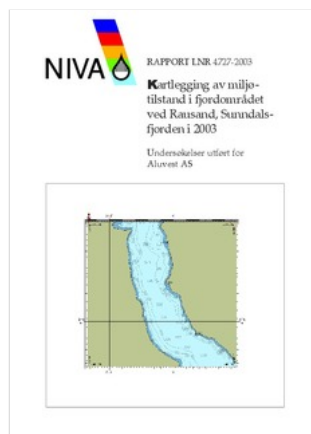 NIVA
RAPPORT LNR 4727-2003
Kartlegging av miljø-
tilstand i fjordområdet
ved Rausand, Sunndals-
fjorden i 2003
Undersøkelser utført for
Aluvest AS